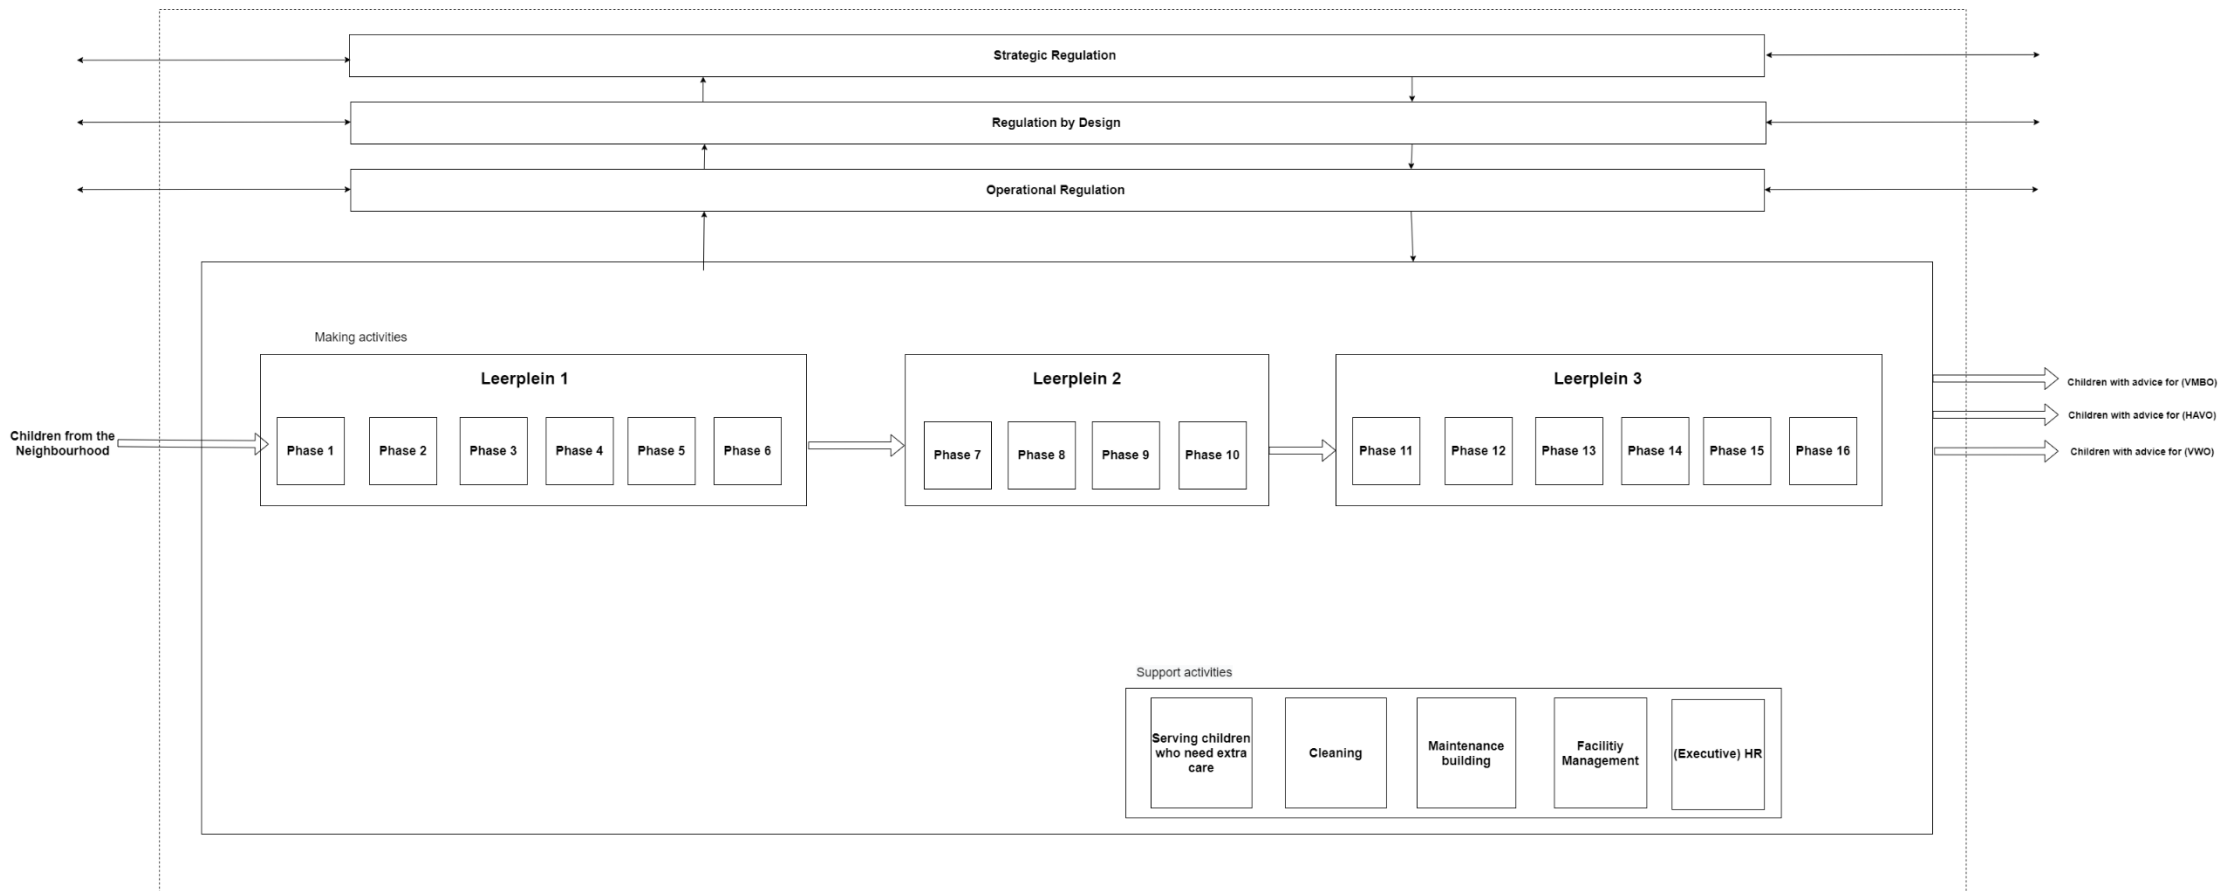 Strategic Regulation
Regulation by Design
Operational Regulation
Making activities
Leerplein 1
Leerplein 2
Leerplein 3
Children from the
Neighbourhood
Phase 1
Phase 2
Phase 3
Phase 4
Phase 5
Phase 6
Phase 7
Phase 8
Phase 9
Phase 10
Phase 11
Phase 12
Phase 13
Phase 14
Phase 15
Phase 16
Children with advice for (VMBO)
Children with advice for (HAVO)
Children with advice for (VWO)
Support activities
Serving children
who need extra
care
Cleaning
Maintenance
building
Facilitiy
Management
(Executive) HR